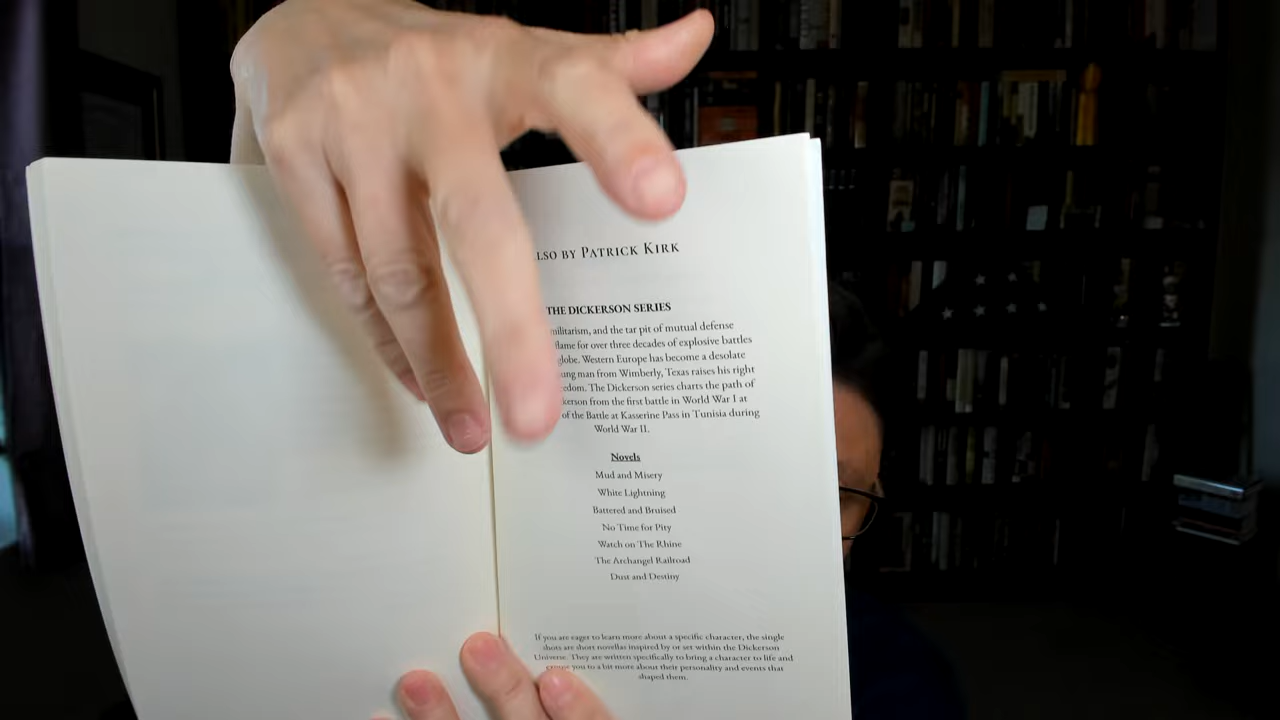 LSO BY PATRICK KIRK
THE DICKERSON SERIES
militarism, and the tar pit of mutual defense
flame for over three decades of explosive battles
globe. Western Europe has become a desolate
ung man from Wimberly, Texas raises his right
edom. The Dickerson series charts the path of
kerson from the first battle in World War I at
of the Battle at Kasserine Pass in Tunisia during
World War II.
Novels
Mud and Misery
White Lightning
Battered and Bruised
No Time for Pity
Watch on The Rhine
The Archangel Railroad
Dust and Destiny
If you are eager to learn more about a specific character, the single
shots are short novellas inspired by or set within the Dickerson
Universe. They are written specifically to bring a character to life and
you to a bit more about their personality and events that
shaped them.